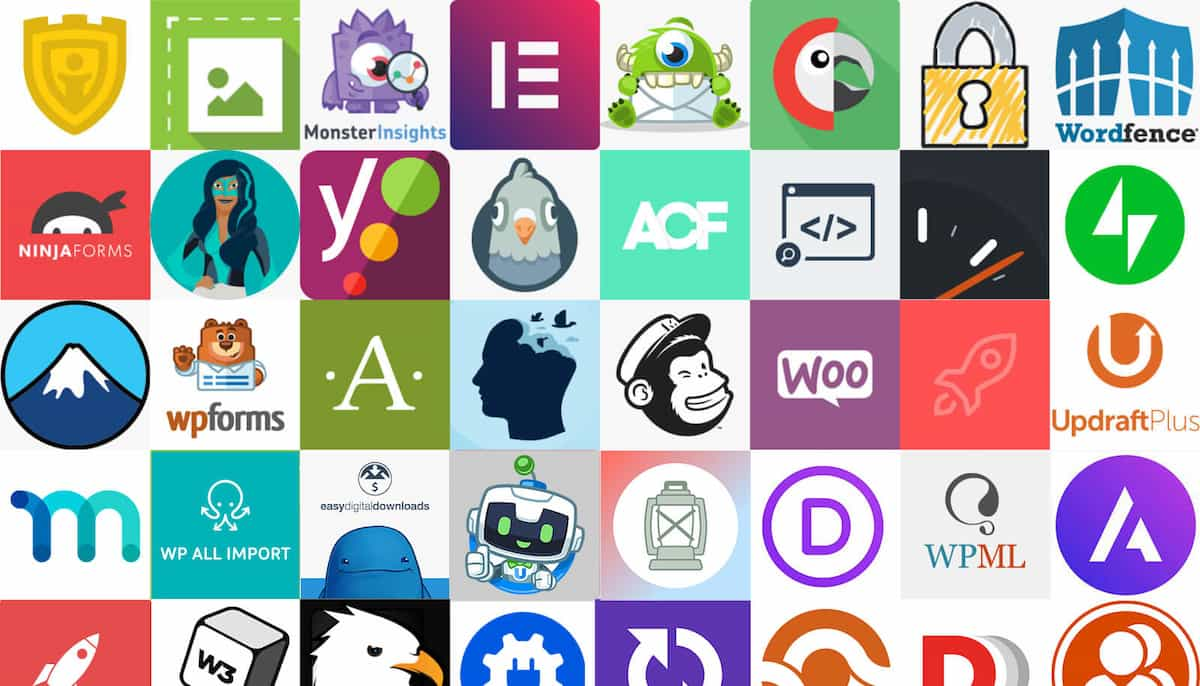 MonsterInsights
Wordfence
NINJAFORMS
y
ACF
</>
wpforms
·A·
WOO
UpdraftPlus
m
WP ALL IMPORT
$
easydigitaldownloads
U
D
WPML
A
W3
D